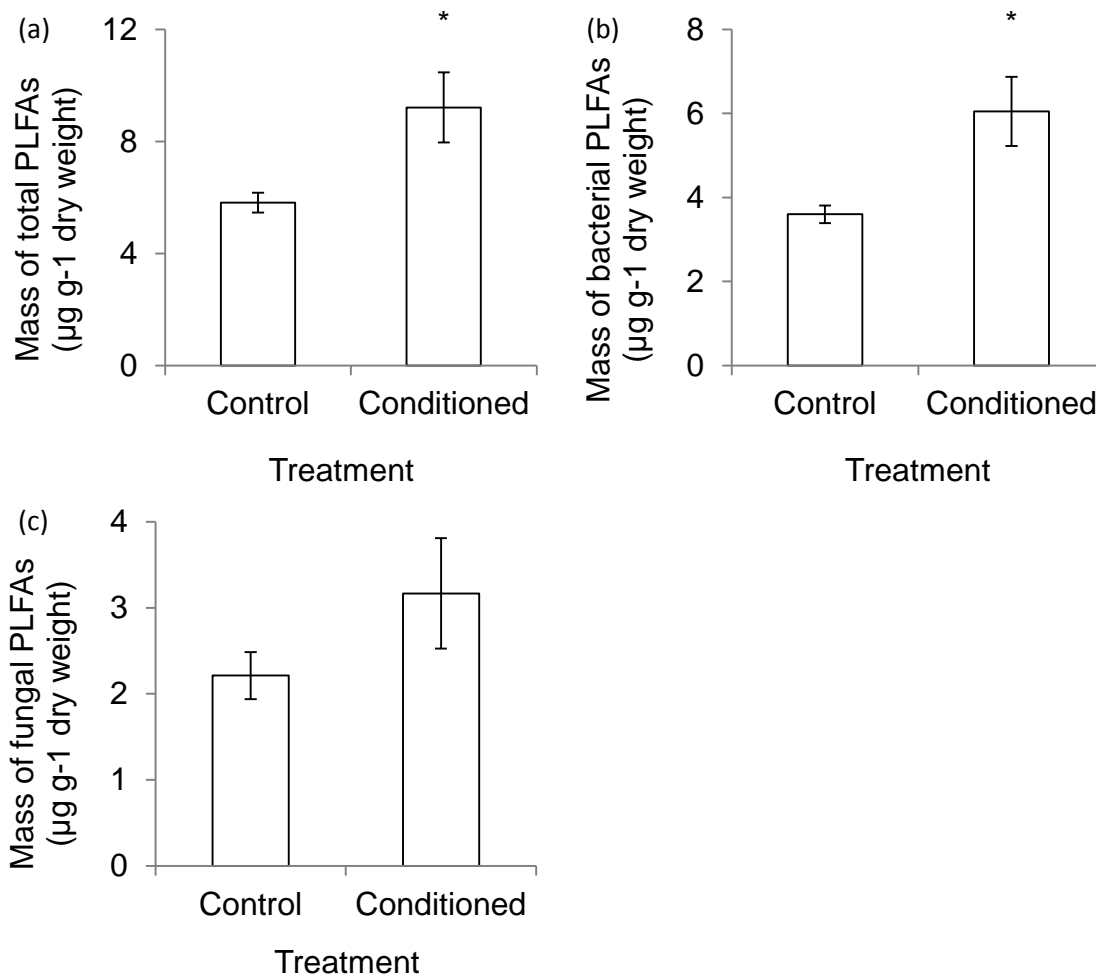 (a)
Mass of total PLFAs
(µg g-1 dry weight)
12
8
4
0
*
Control Conditioned
Treatment
(b)
Mass of bacterial PLFAs
(µg g-1 dry weight)
8
6
4
2
0
*
Control Conditioned
Treatment
(c)
Mass of fungal PLFAs
(µg g-1 dry weight)
4
3
2
1
0
Control Conditioned
Treatment